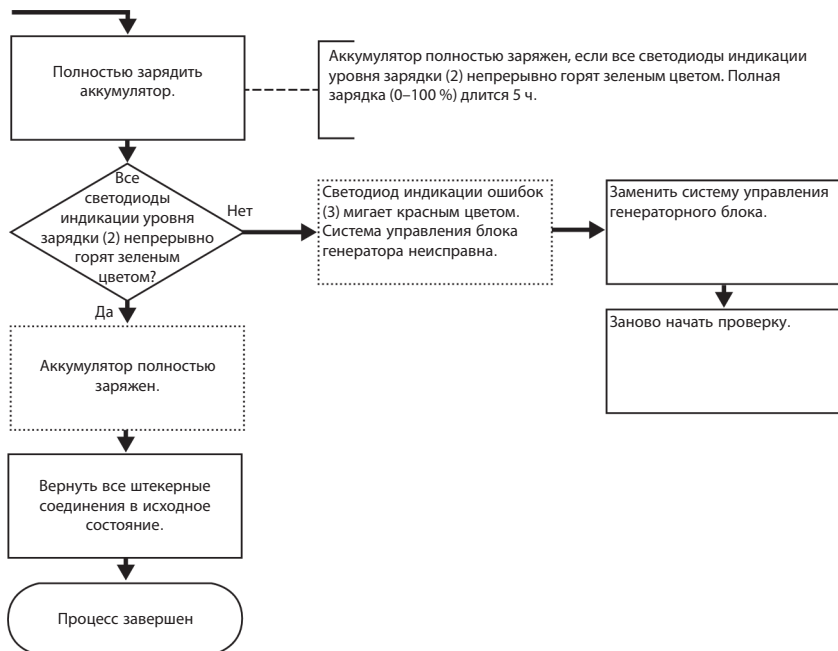 Полностью зарядить
аккумулятор.
Аккумулятор полностью заряжен, если все светодиоды индикации
уровня зарядки (2) непрерывно горят зеленым цветом. Полная
зарядка (0–100 %) длится 5 ч.
Все
светодиоды
индикации уровня
зарядки (2) непрерывно
горят зеленым
цветом?
Нет
Светодиод индикации ошибок
(3) мигает красным цветом.
Система управления блока
генератора неисправна.
Заменить систему управления
генераторного блока.
Заново начать проверку.
Да
Аккумулятор полностью
заряжен.
Вернуть все штекерные
соединения в исходное
состояние.
Процесс завершен